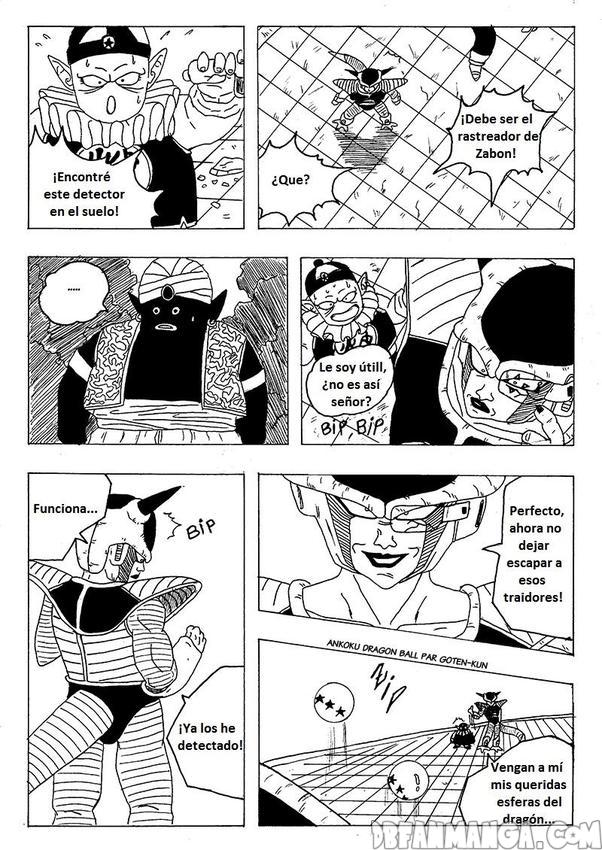 ¡Encontré
este detector
en el suelo!
¿Que?
¡Debe ser el
rastreador de
Zabon!
.....
Le soy útill,
¿no es así
señor?
BiP BiP
Funciona...
BiP
Perfecto,
ahora no
dejar
escapar a
esos
traidores!
¡Ya los he
detectado!
ANKOKU DRAGON BALL PAR GOTEN-KUN
Vengan a mí
mis queridas
esferas del
dragón...
DBFANMANGA.COM